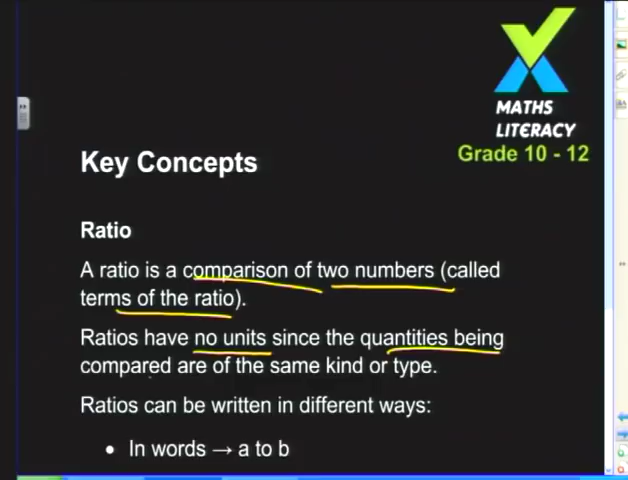 MATHS
LITERACY
Grade 10 - 12
Key Concepts
Ratio
A ratio is a comparison of two numbers (called
terms of the ratio).
Ratios have no units since the quantities being
compared are of the same kind or type.
Ratios can be written in different ways:
• In words → a to b